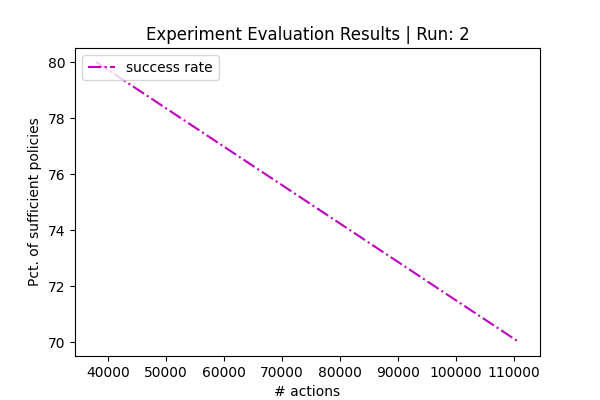 Experiment Evaluation Results | Run: 2
success rate
Pct. of sufficient policies
80
78
76
74
72
70
40000 50000 60000 70000 80000 90000 100000 110000
# actions